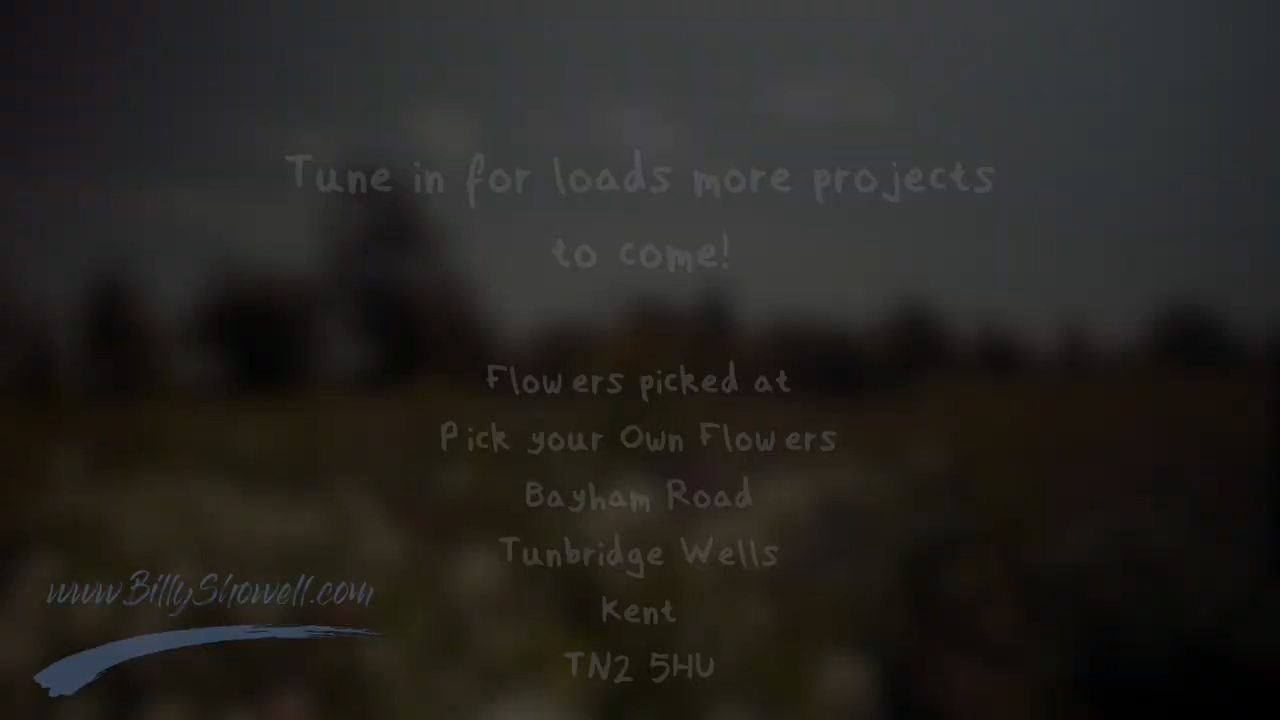 Tune in for loads more projects
to come!
Flowers picked at
Pick your Own Flowers
Bayham Road
Tunbridge Wells
www.BillyShowell.com
Kent
TN2 5HU